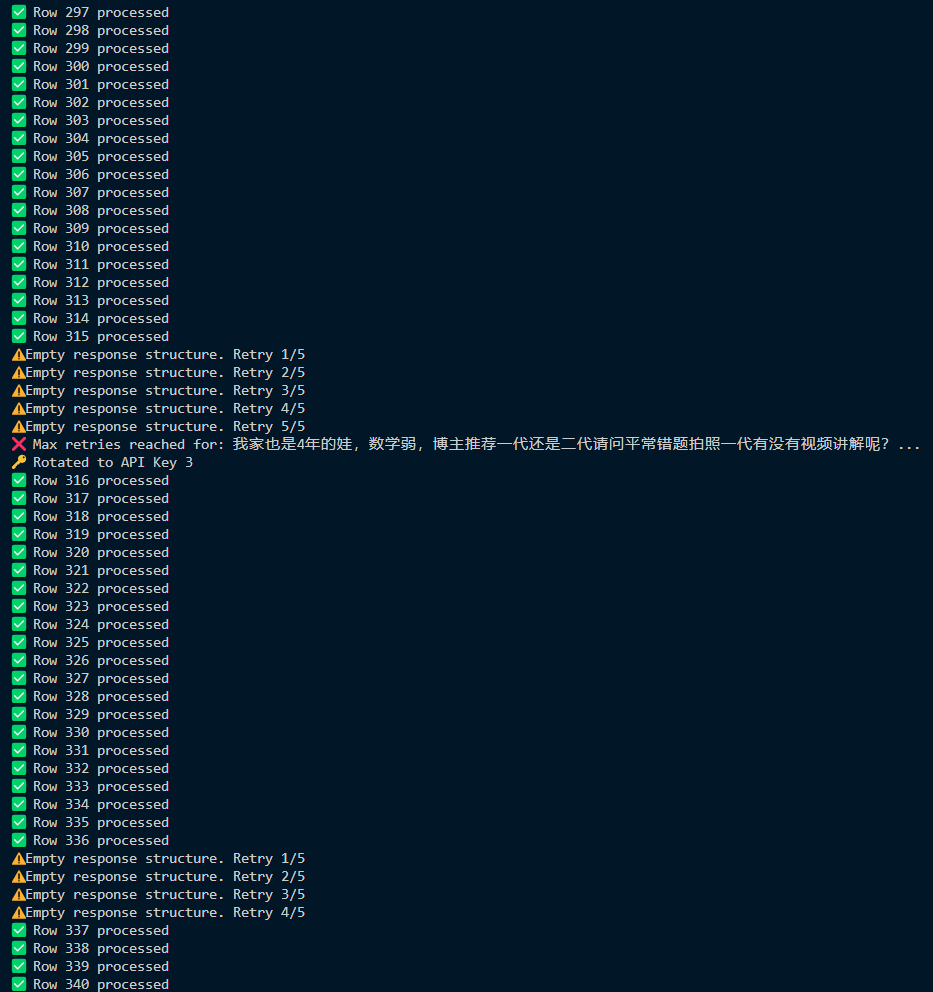 ✅ Row 297 processed
✅ Row 298 processed
✅ Row 299 processed
✅ Row 300 processed
✅ Row 301 processed
✅ Row 302 processed
✅ Row 303 processed
✅ Row 304 processed
✅ Row 305 processed
✅ Row 306 processed
✅ Row 307 processed
✅ Row 308 processed
✅ Row 309 processed
✅ Row 310 processed
✅ Row 311 processed
✅ Row 312 processed
✅ Row 313 processed
✅ Row 314 processed
✅ Row 315 processed
⚠️Empty response structure. Retry 1/5
⚠️Empty response structure. Retry 2/5
⚠️Empty response structure. Retry 3/5
⚠️Empty response structure. Retry 4/5
⚠️Empty response structure. Retry 5/5
❌ Max retries reached for: 我家也是4年的娃，数学弱，博主推荐一代还是二代请问平常错题拍照一代有没有视频讲解呢？...
🔑 Rotated to API Key 3
✅ Row 316 processed
✅ Row 317 processed
✅ Row 318 processed
✅ Row 319 processed
✅ Row 320 processed
✅ Row 321 processed
✅ Row 322 processed
✅ Row 323 processed
✅ Row 324 processed
✅ Row 325 processed
✅ Row 326 processed
✅ Row 327 processed
✅ Row 328 processed
✅ Row 329 processed
✅ Row 330 processed
✅ Row 331 processed
✅ Row 332 processed
✅ Row 333 processed
✅ Row 334 processed
✅ Row 335 processed
✅ Row 336 processed
⚠️Empty response structure. Retry 1/5
⚠️Empty response structure. Retry 2/5
⚠️Empty response structure. Retry 3/5
⚠️Empty response structure. Retry 4/5
✅ Row 337 processed
✅ Row 338 processed
✅ Row 339 processed
✅ Row 340 processed